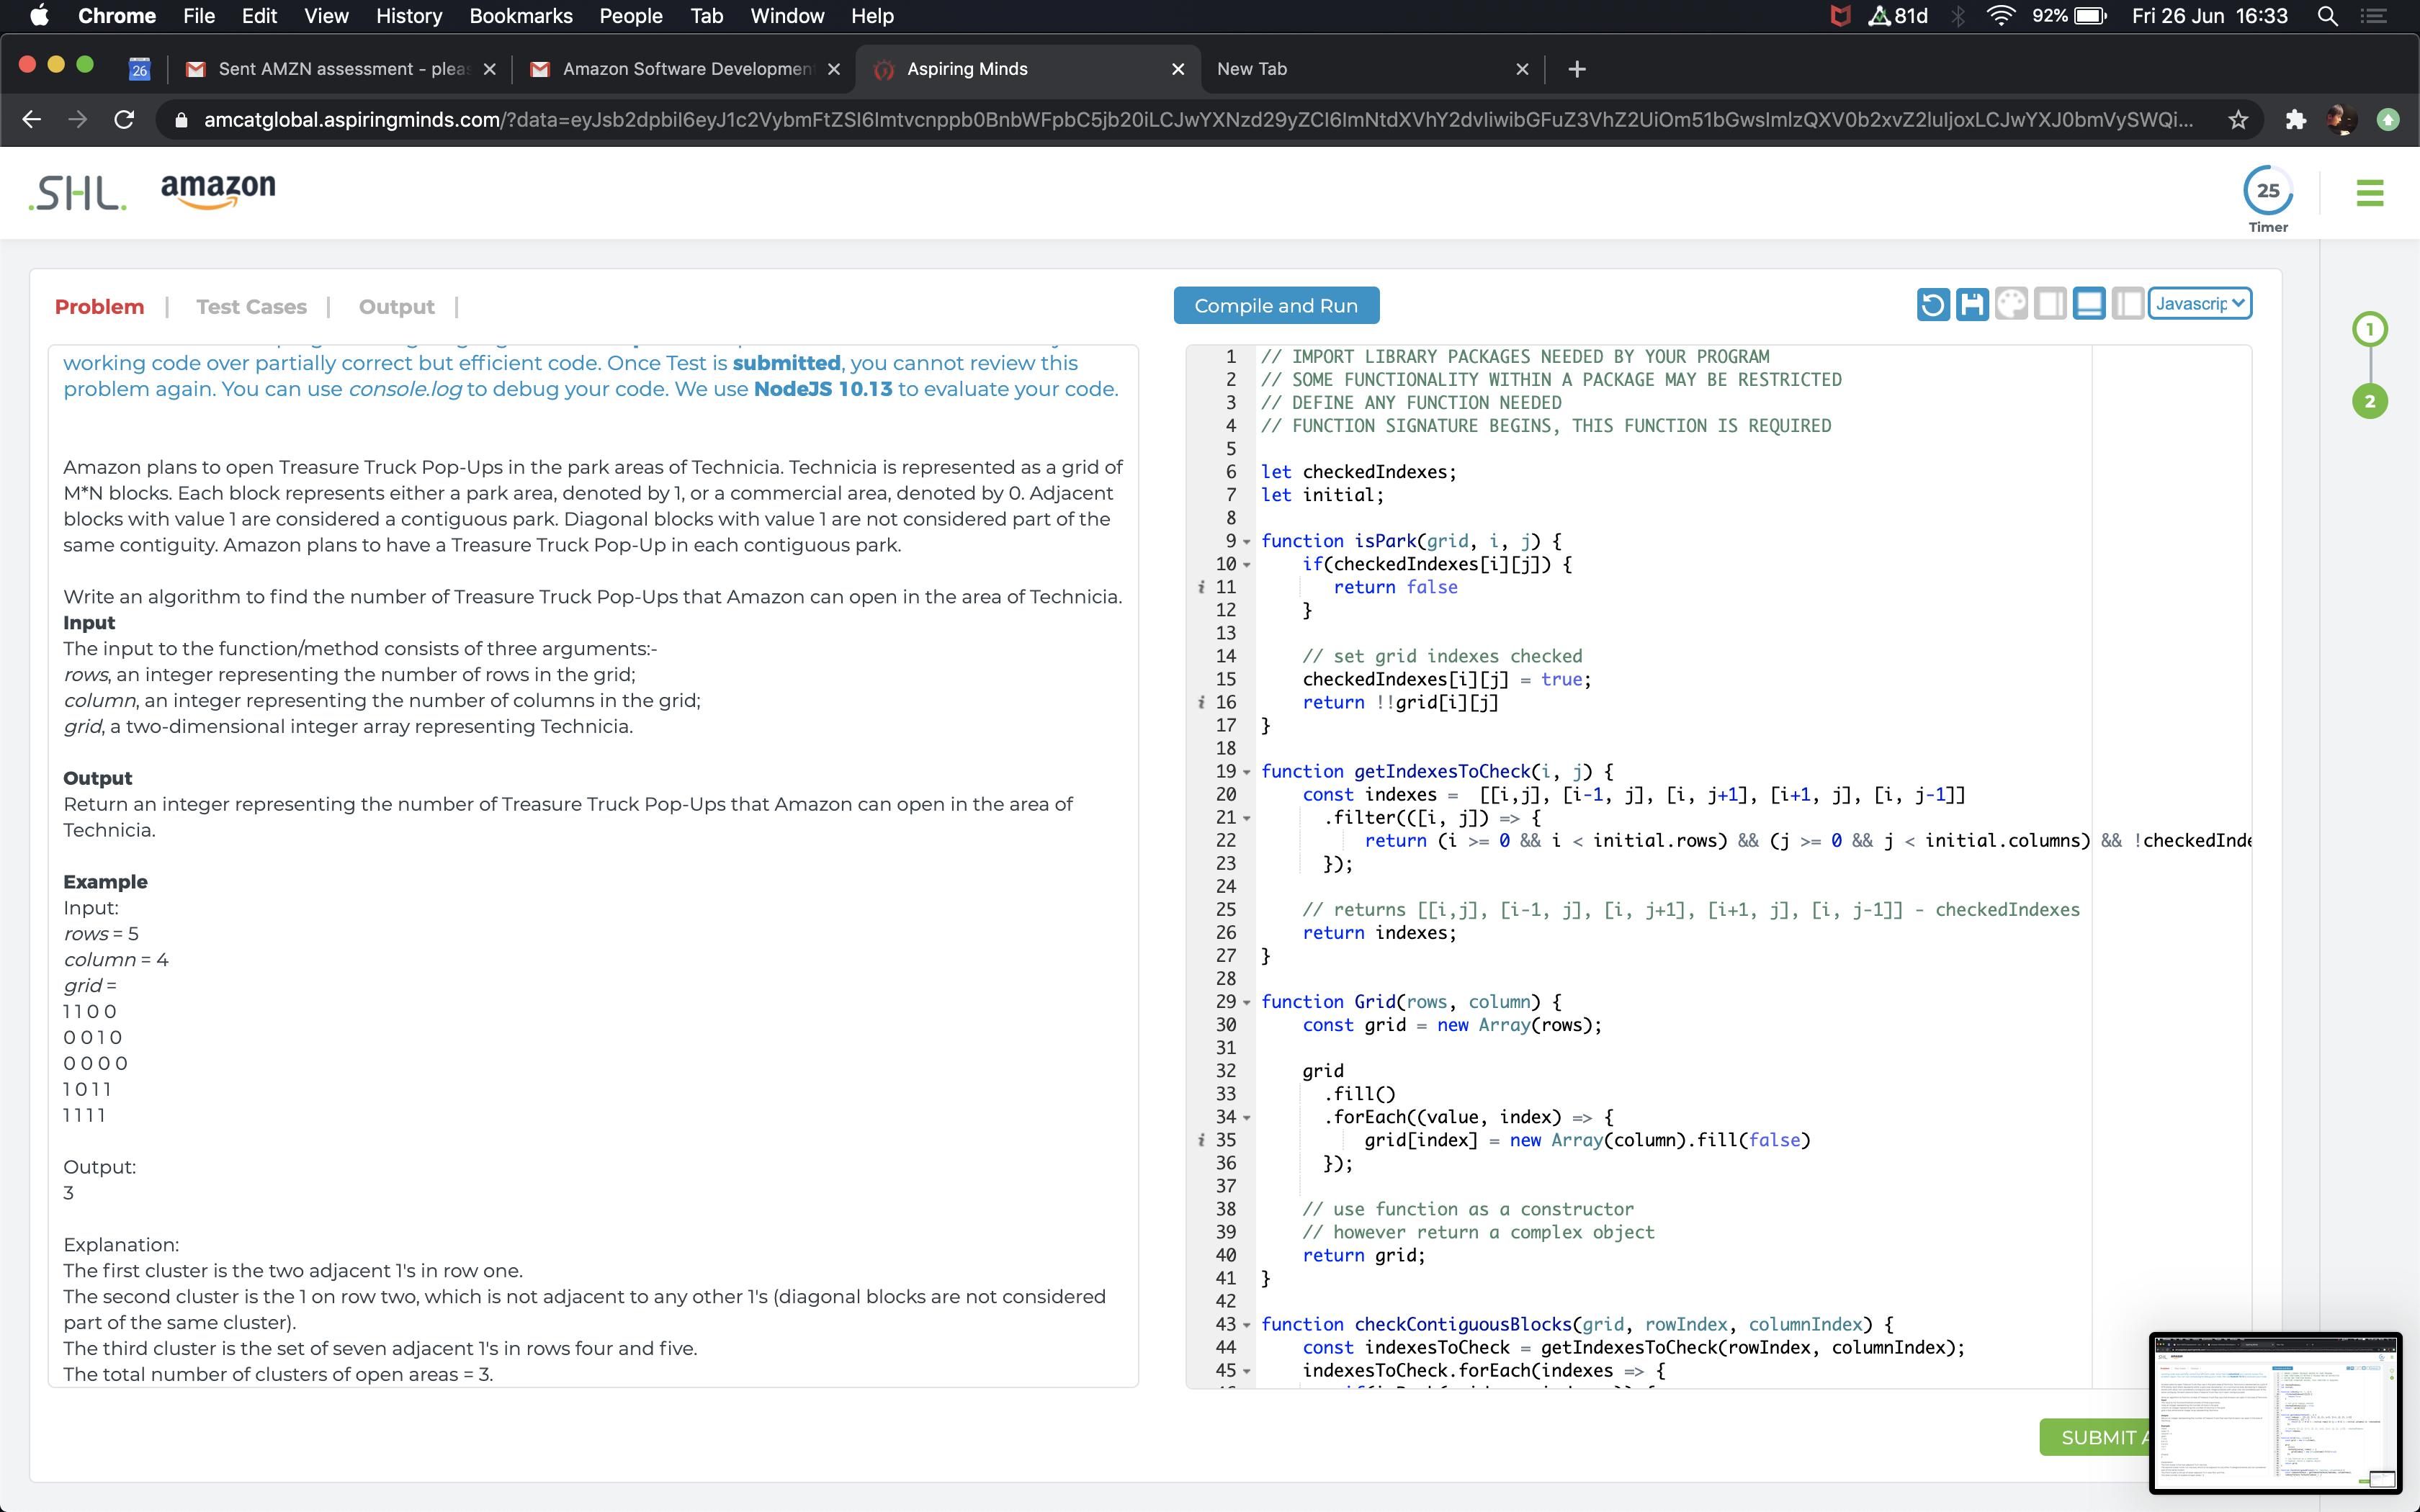 Chrome File Edit View History Bookmarks People Tab Window Help 81d 92% Fri 26 Jun 16:33
26 Sent AMZN assessment - plea Amazon Software Developmen Aspiring Minds New Tab
amcatglobal.aspiringminds.com/?data=
.SHL. amazon 25
Timer
Problem | Test Cases | Output | Compile and Run Javascrip
1
2
working code over partially correct but efficient code. Once Test is submitted, you cannot review this
problem again. You can use console.log to debug your code. We use NodeJS 10.13 to evaluate your code.
Amazon plans to open Treasure Truck Pop-Ups in the park areas of Technicia. Technicia is represented as a grid of
M*N blocks. Each block represents either a park area, denoted by 1, or a commercial area, denoted by 0. Adjacent
blocks with value 1 are considered a contiguous park. Diagonal blocks with value 1 are not considered part of the
same contiguity. Amazon plans to have a Treasure Truck Pop-Up in each contiguous park.
Write an algorithm to find the number of Treasure Truck Pop-Ups that Amazon can open in the area of Technicia.
Input
The input to the function/method consists of three arguments:-
rows, an integer representing the number of rows in the grid;
column, an integer representing the number of columns in the grid;
grid, a two-dimensional integer array representing Technicia.
Output
Return an integer representing the number of Treasure Truck Pop-Ups that Amazon can open in the area of
Technicia.
Example
Input:
rows = 5
column = 4
grid =
1 1 0 0
0 0 1 0
0 0 0 0
1 0 1 1
1 1 1 1
Output:
3
Explanation:
The first cluster is the two adjacent 1's in row one.
The second cluster is the 1 on row two, which is not adjacent to any other 1's (diagonal blocks are not considered
part of the same cluster).
The third cluster is the set of seven adjacent 1's in rows four and five.
The total number of clusters of open areas = 3.
1 // IMPORT LIBRARY PACKAGES NEEDED BY YOUR PROGRAM
2 // SOME FUNCTIONALITY WITHIN A PACKAGE MAY BE RESTRICTED
3 // DEFINE ANY FUNCTION NEEDED
4 // FUNCTION SIGNATURE BEGINS, THIS FUNCTION IS REQUIRED
5
6 let checkedIndexes;
7 let initial;
8
9 function isPark(grid, i, j) {
10 if(checkedIndexes[i][j]) {
i 11 return false
12 }
13
14 // set grid indexes checked
15 checkedIndexes[i][j] = true;
i 16 return !!grid[i][j]
17 }
18
19 function getIndexesToCheck(i, j) {
20 const indexes = [[i,j], [i-1, j], [i, j+1], [i+1, j], [i, j-1]]
21 .filter(([i, j]) => {
22 return (i >= 0 && i < initial.rows) && (j >= 0 && j < initial.columns) && !checkedInde
23 });
24
25 // returns [[i,j], [i-1, j], [i, j+1], [i+1, j], [i, j-1]] - checkedIndexes
26 return indexes;
27 }
28
29 function Grid(rows, column) {
30 const grid = new Array(rows);
31
32 grid
33 .fill()
34 .forEach((value, index) => {
i 35 grid[index] = new Array(column).fill(false)
36 });
37
38 // use function as a constructor
39 // however return a complex object
40 return grid;
41 }
42
43 function checkContiguousBlocks(grid, rowIndex, columnIndex) {
44 const indexesToCheck = getIndexesToCheck(rowIndex, columnIndex);
45 indexesToCheck.forEach(indexes => {
SUBMIT A